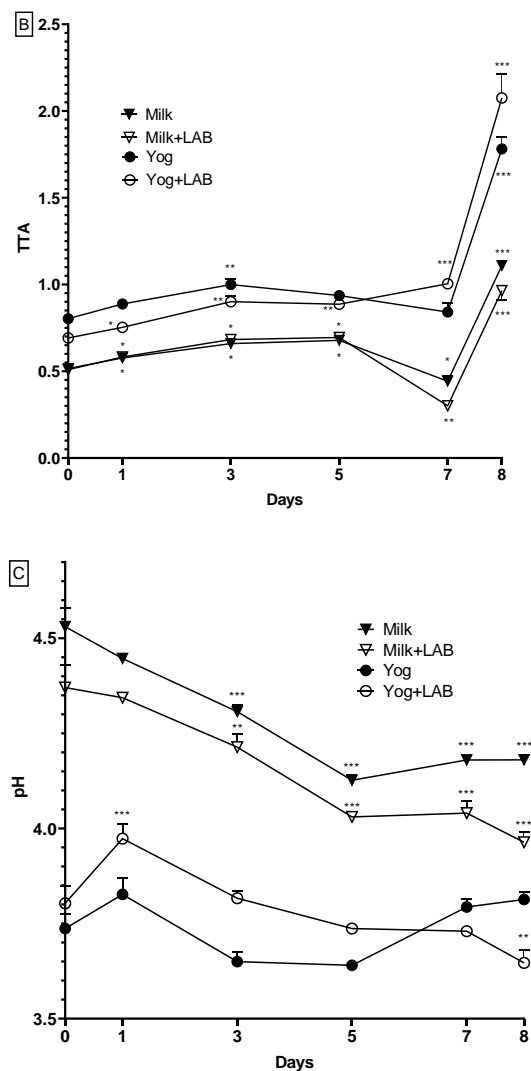 B
2.5
Milk
Milk+LAB
Yog
Yog+LAB
***
2.0
***
1.5
***
TTA
**
***
1.0
*
**
**
***
*
*
*
*
0.5
*
*
*
**
0.0
0 1 3 5 7 8
Days
C
Milk
Milk+LAB
Yog
Yog+LAB
4.5
***
**
***
***
***
***
***
pH
4.0
***
***
**
3.5
0 1 3 5 7 8
Days